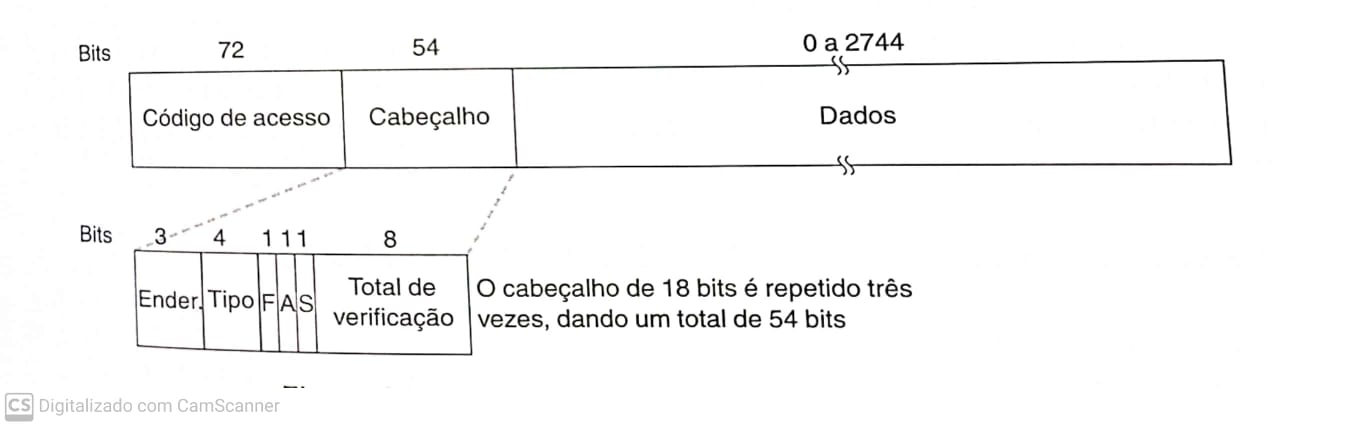 Bits 72 54 0 a 2744
Código de acesso Cabeçalho Dados
Bits 3 4 1 1 1 8
Ender. Tipo F A S Total de verificação
O cabeçalho de 18 bits é repetido três
vezes, dando um total de 54 bits
CS Digitalizado com CamScanner